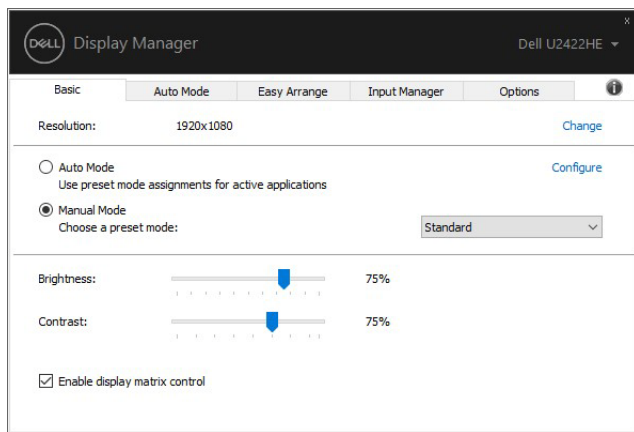 x
DELL Display Manager Dell U2422HE
Basic Auto Mode Easy Arrange Input Manager Options i
Resolution: 1920x1080 Change
Auto Mode Configure
Use preset mode assignments for active applications
Manual Mode
Choose a preset mode: Standard
Brightness: 75%
Contrast: 75%
Enable display matrix control